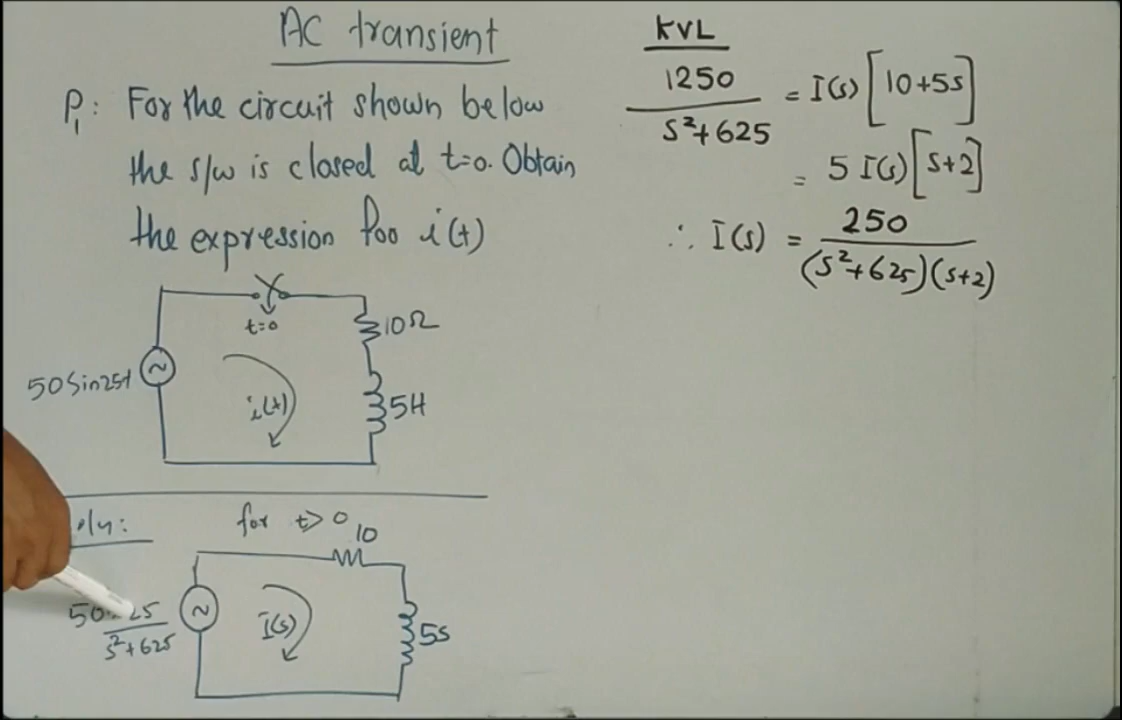 AC transient
P1: For the circuit shown below
the s/w is closed at t=0. Obtain
the expression foo i(t)
t=0
10Ω
50Sin25t
i(t)
5H
for t>0
10
25
s²+625
I(s)
5s
KVL
1250 / s²+625 = I(s) [10+5s]
= 5 I(s) [s+2]
∴ I(s) = 250 / (s²+625)(s+2)